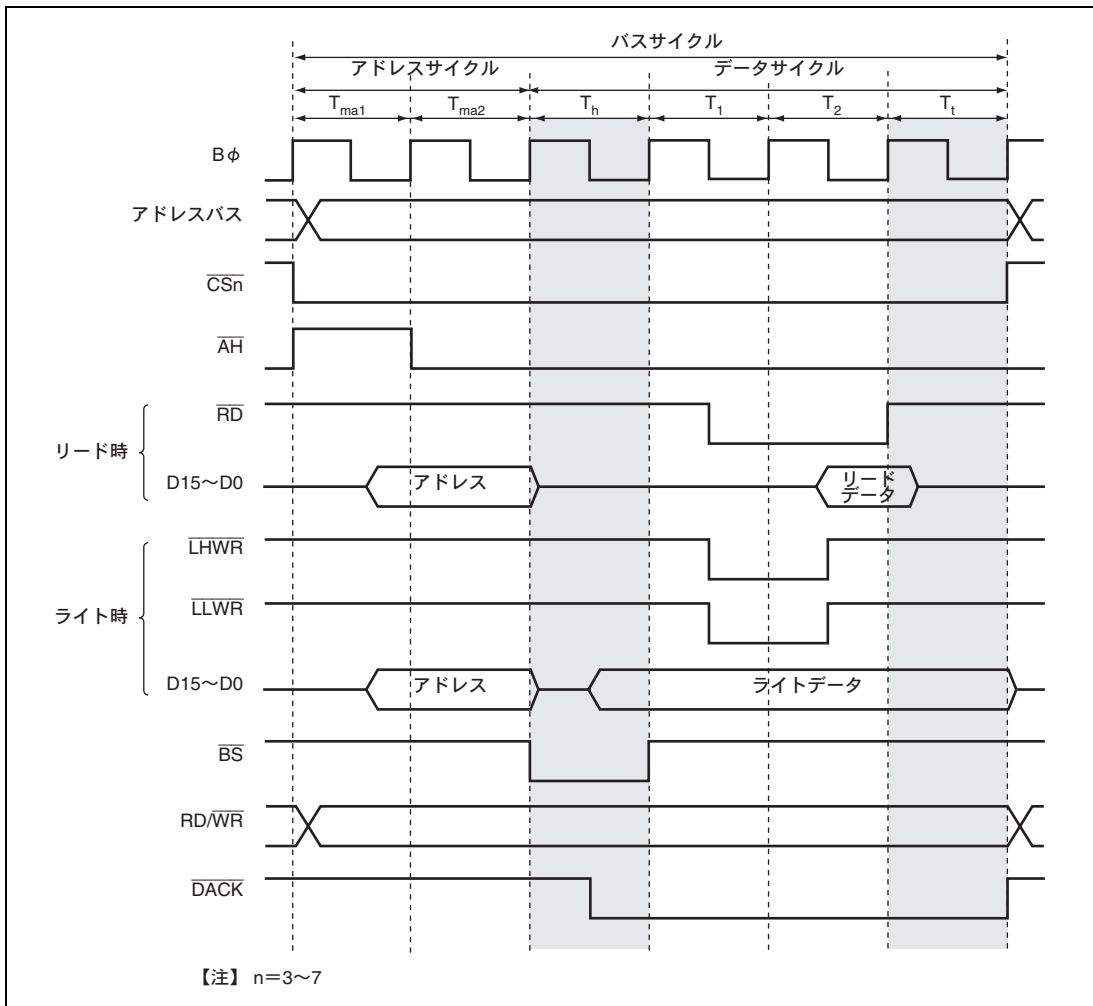 バスサイクル
アドレスサイクル データサイクル
Tma1 Tma2 Th T1 T2 Tt
Bφ
アドレスバス
CSn
AH
リード時
RD
D15～D0 アドレス リード
データ
ライト時
LHWR
LLWR
D15～D0 アドレス ライトデータ
BS
RD/WR
DACK
【注】 n＝3～7